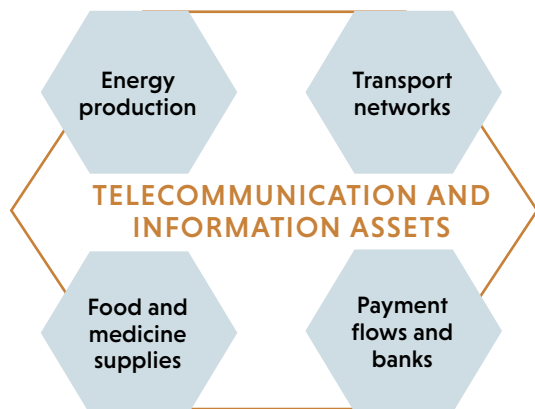 Energy
production
Transport
networks
TELECOMMUNICATION AND
INFORMATION ASSETS
Food and
medicine
supplies
Payment
flows and
banks